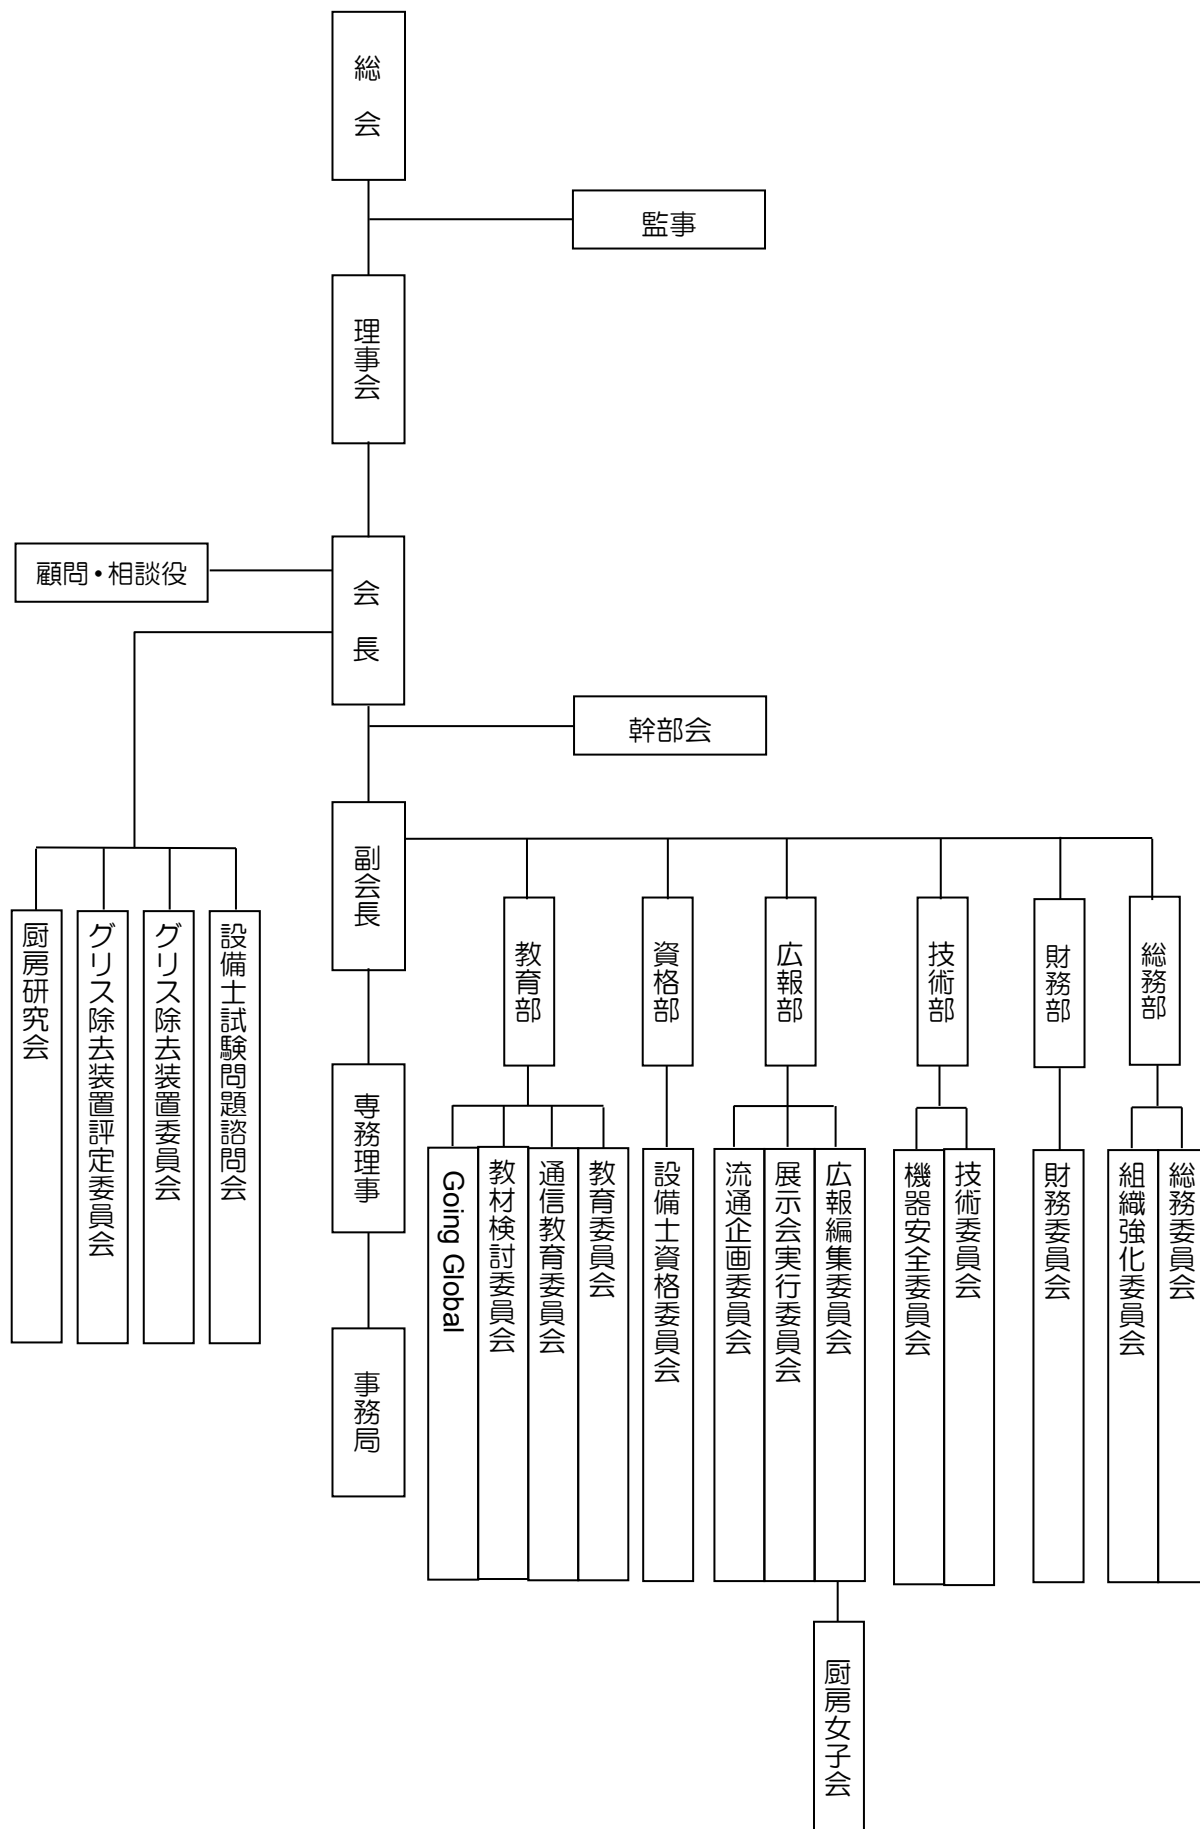 総会
監事
理事会
顧問・相談役
会長
幹部会
副会長
専務理事
事務局
厨房研究会
グリス除去装置評定委員会
グリス除去装置委員会
設備士試験問題諮問会
教育部
資格部
広報部
技術部
財務部
総務部
Going Global
教材検討委員会
通信教育委員会
教育委員会
設備士資格委員会
流通企画委員会
展示会実行委員会
広報編集委員会
機器安全委員会
技術委員会
財務委員会
組織強化委員会
総務委員会
厨房女子会